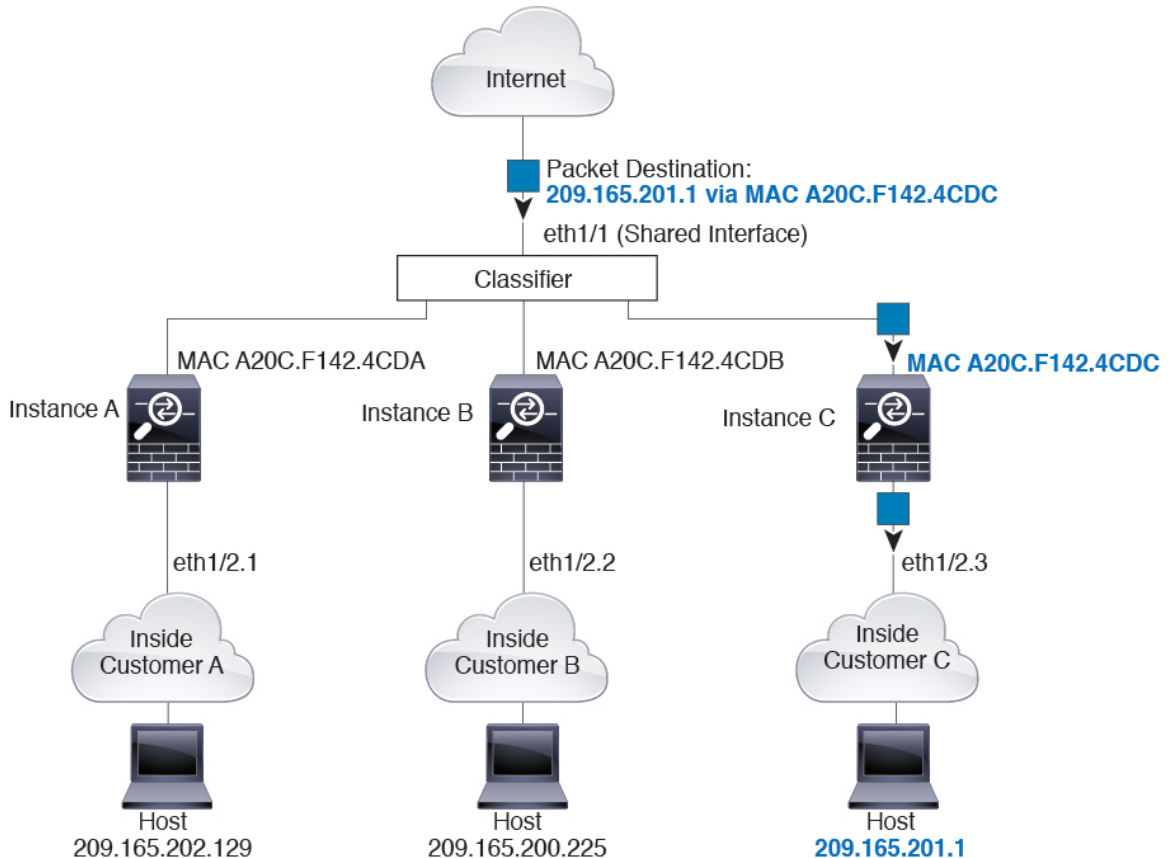 Internet
Packet Destination:
209.165.201.1 via MAC A20C.F142.4CDC
eth1/1 (Shared Interface)
Classifier
MAC A20C.F142.4CDA
MAC A20C.F142.4CDB
MAC A20C.F142.4CDC
Instance A
Instance B
Instance C
eth1/2.1
eth1/2.2
eth1/2.3
Inside
Customer A
Inside
Customer B
Inside
Customer C
Host
209.165.202.129
Host
209.165.200.225
Host
209.165.201.1